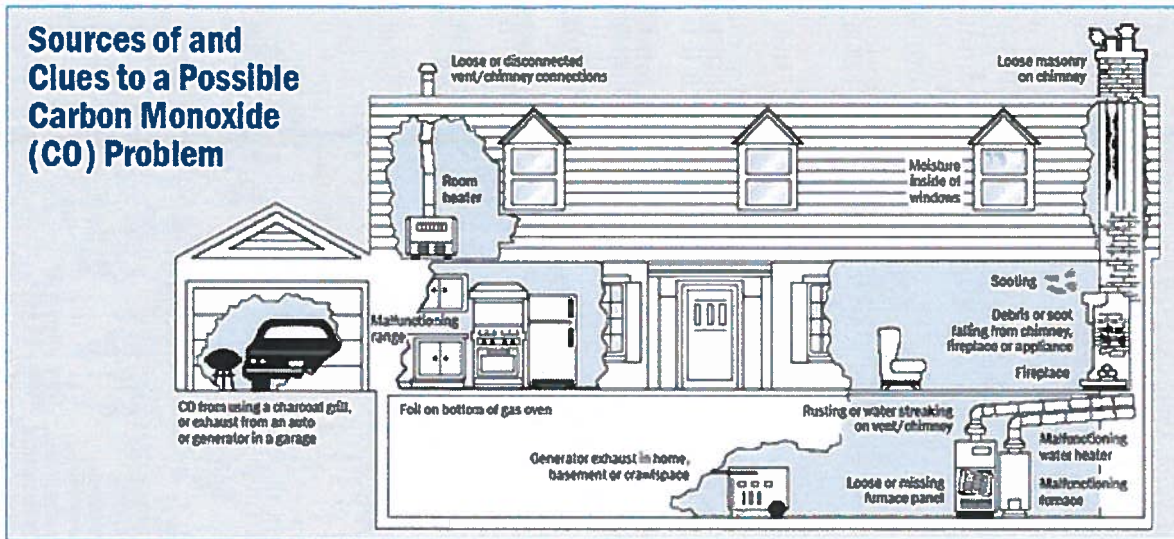 Sources of and
Clues to a Possible
Carbon Monoxide
(CO) Problem
Loose or disconnected
vent/chimney connections
Loose masonry
on chimney
Room
heater
Moisture
inside of
windows
Malfunctioning
range
Sooting
Debris or soot
falling from chimney,
fireplace or appliance
Fireplace
CO from using a charcoal grill,
or exhaust from an auto
or generator in a garage
Foil on bottom of gas oven
Rusting or water streaking
on vent/chimney
Generator exhaust in home,
basement or crawlspace
Loose or missing
furnace panel
Malfunctioning
water heater
Malfunctioning
furnace